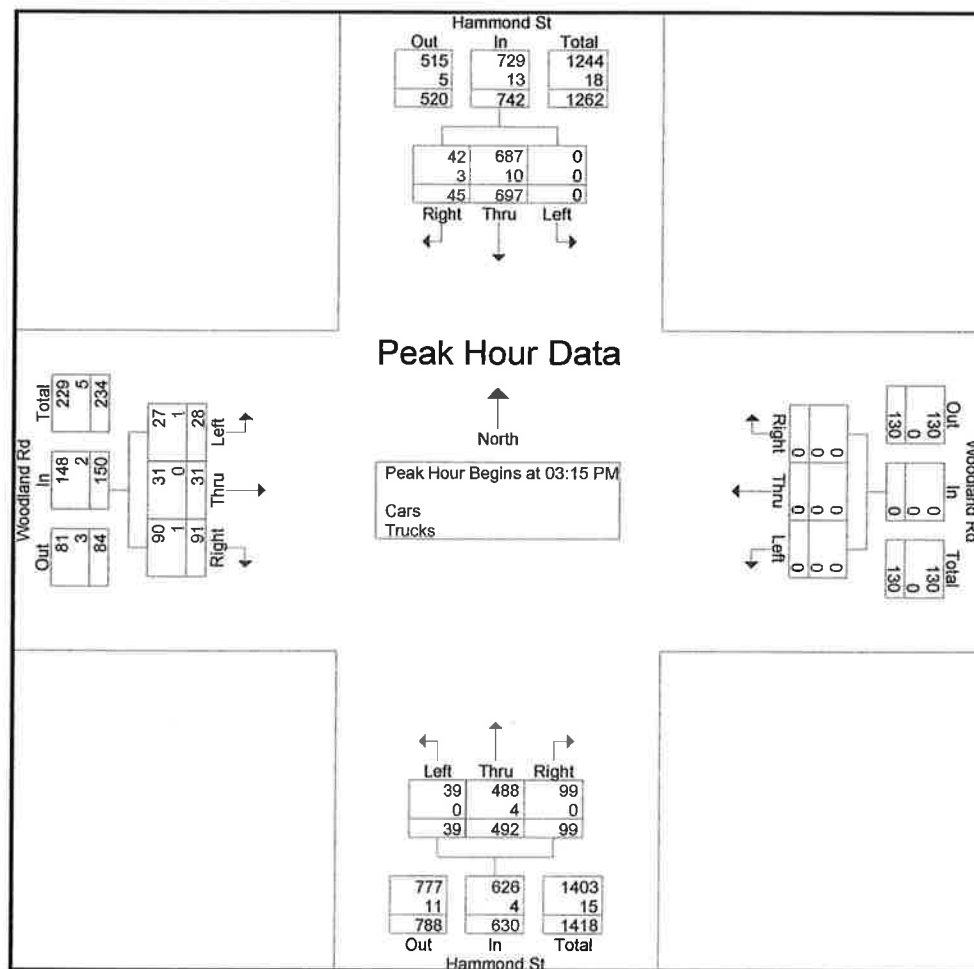 Hammond St
Out In Total
515 729 1244
5 13 18
520 742 1262
42 687 0
3 10 0
45 697 0
Right Thru Left
Peak Hour Data
North
Peak Hour Begins at 03:15 PM
Cars
Trucks
Woodland Rd
Out In Total
81 148 229
3 2 5
84 150 234
90 31 27
1 0 1
91 31 28
Right Thru Left
Woodland Rd
Out In Total
130 0 130
0 0 0
130 0 130
Right Thru Left
0 0 0
0 0 0
0 0 0
Left Thru Right
39 488 99
0 4 0
39 492 99
777 626 1403
11 4 15
788 630 1418
Out In Total
Hammond St